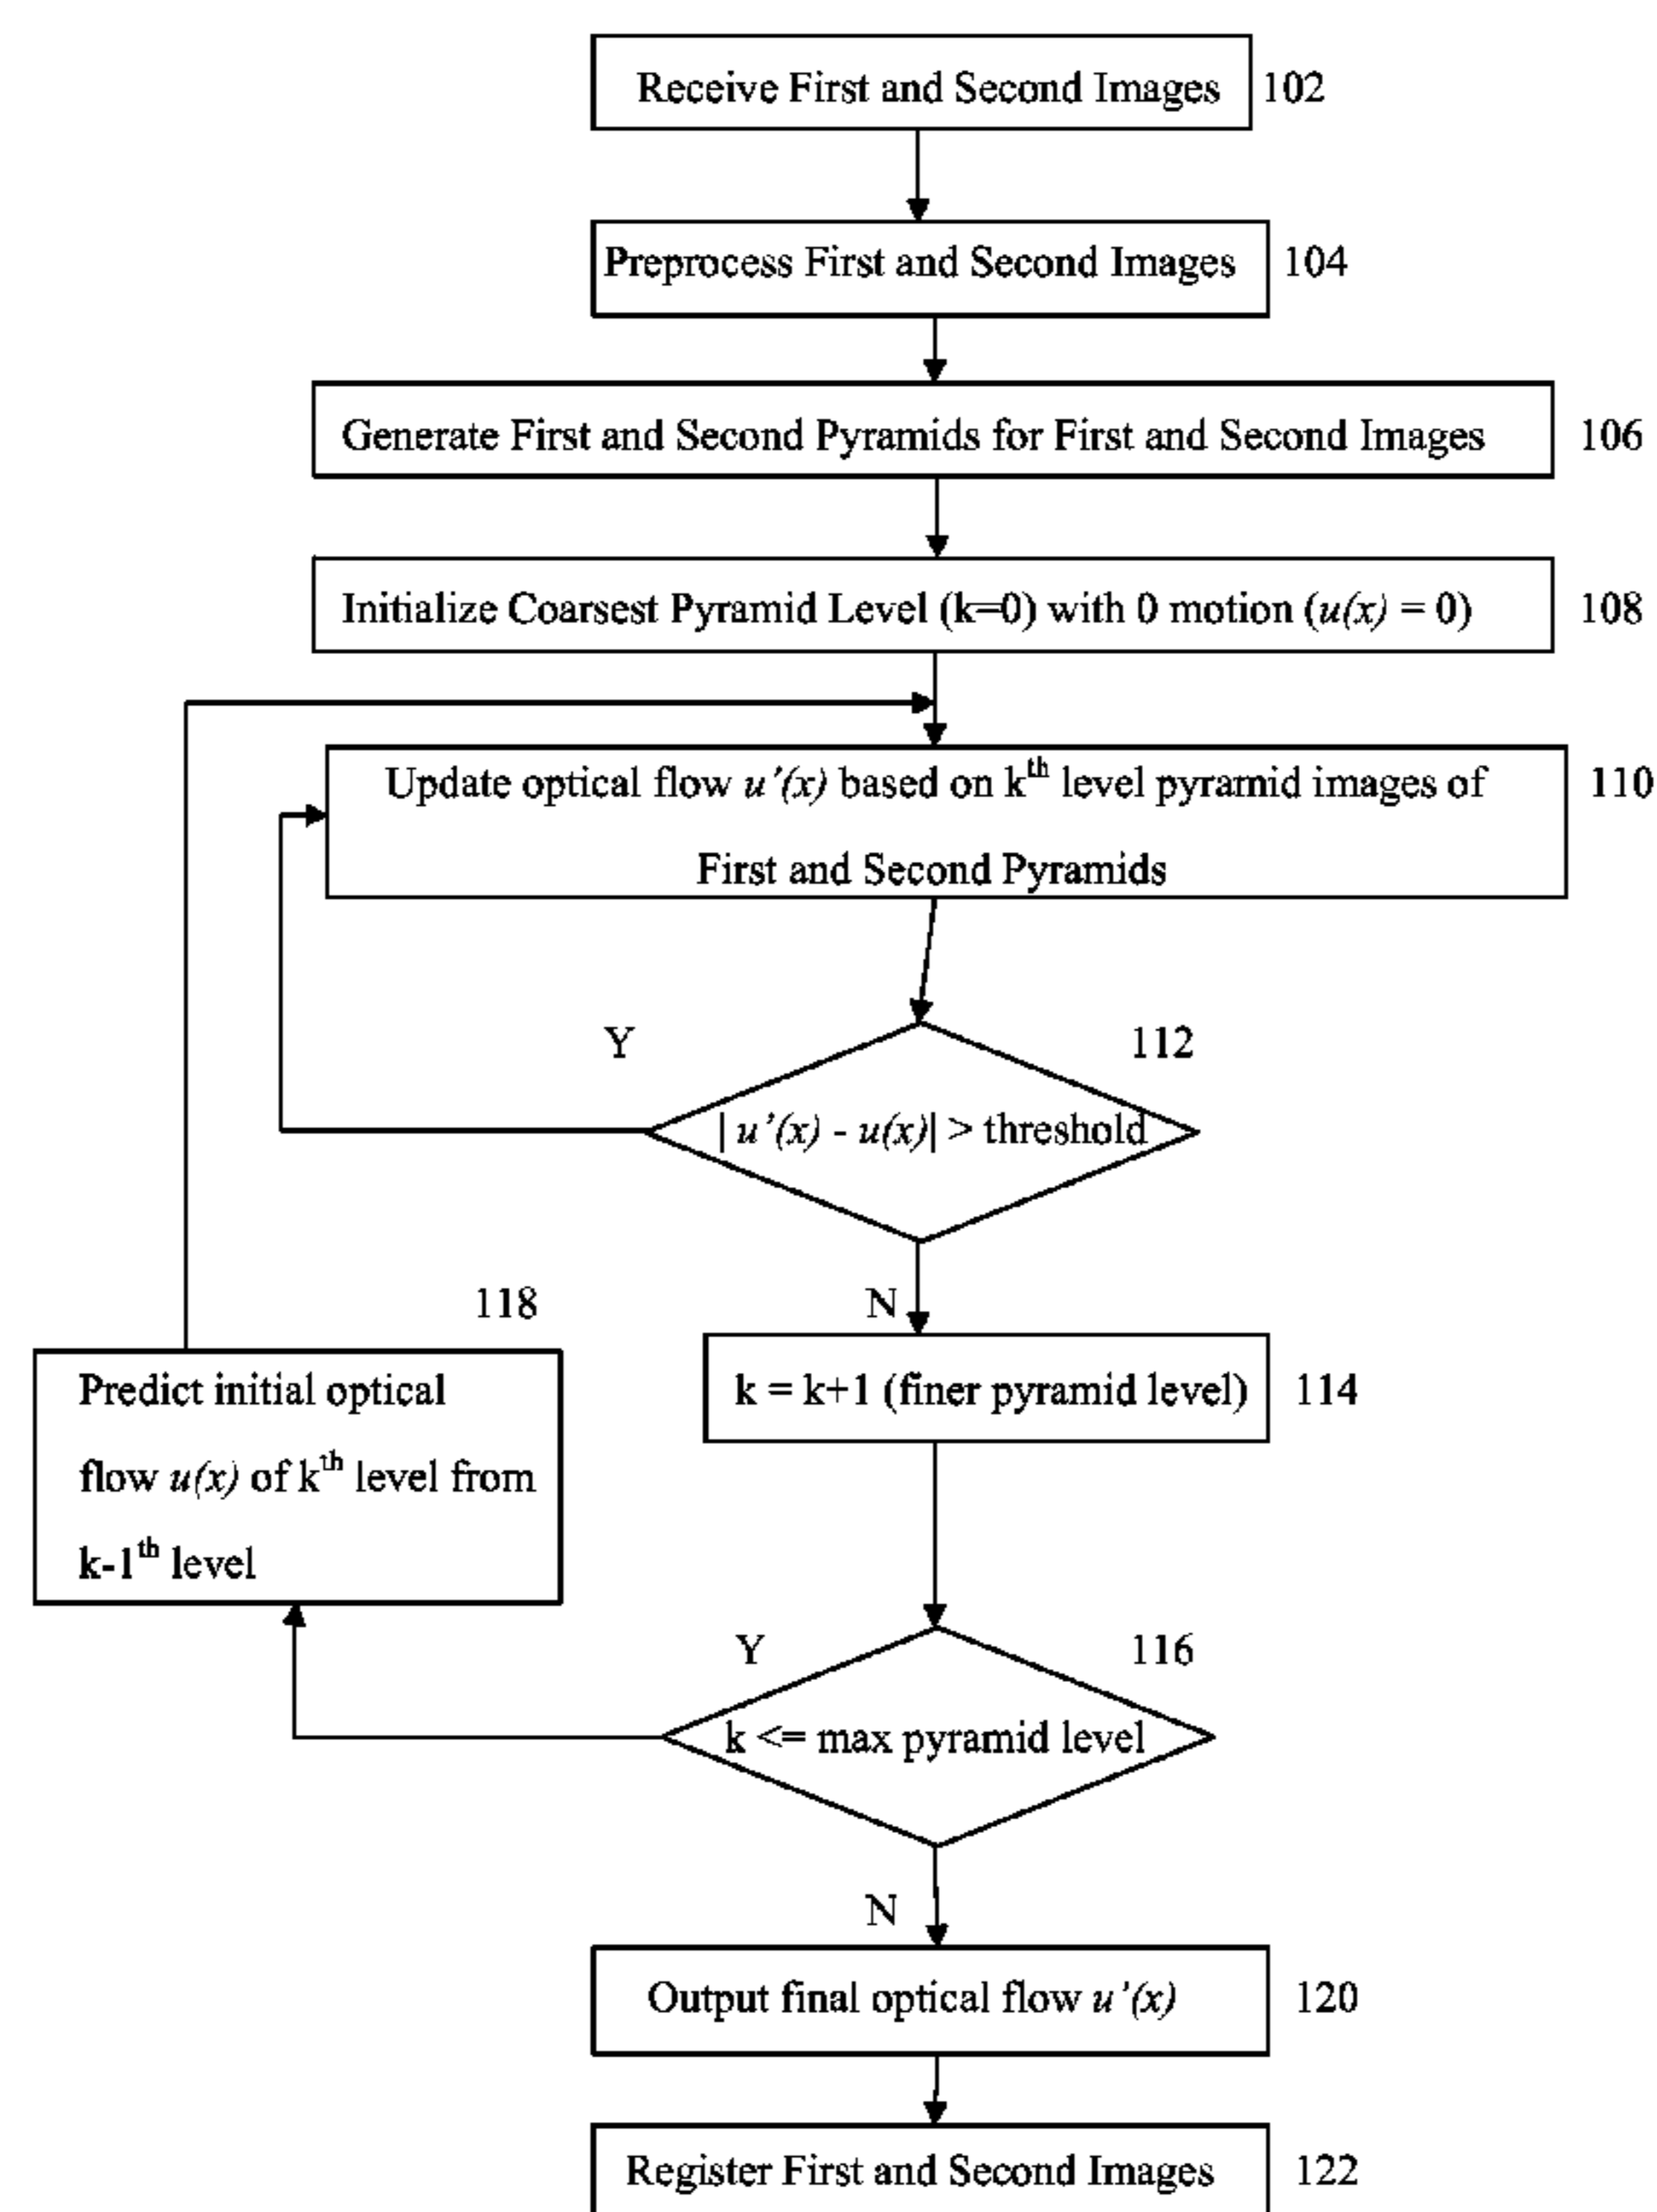 Receive First and Second Images 102
Preprocess First and Second Images 104
Generate First and Second Pyramids for First and Second Images 106
Initialize Coarsest Pyramid Level (k=0) with 0 motion (u(x) = 0) 108
Update optical flow u’(x) based on kth level pyramid images of 110
First and Second Pyramids
Y 112
| u’(x) - u(x)| > threshold
N
118
Predict initial optical
flow u(x) of kth level from
k-1th level
k = k+1 (finer pyramid level) 114
Y 116
k <= max pyramid level
N
Output final optical flow u’(x) 120
Register First and Second Images 122